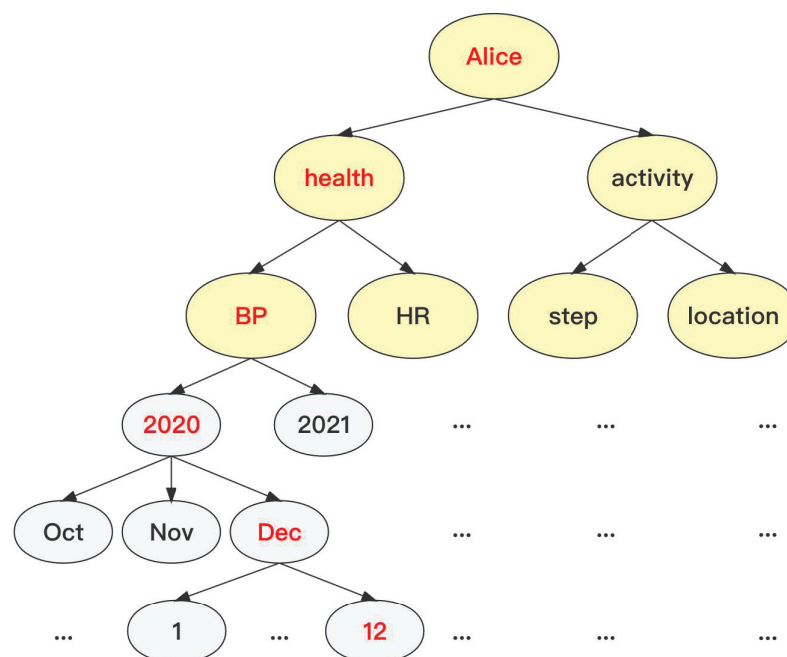 Alice
health
activity
BP
HR
step
location
2020
2021
...
...
...
Oct
Nov
Dec
...
...
...
...
1
...
12
...
...
...